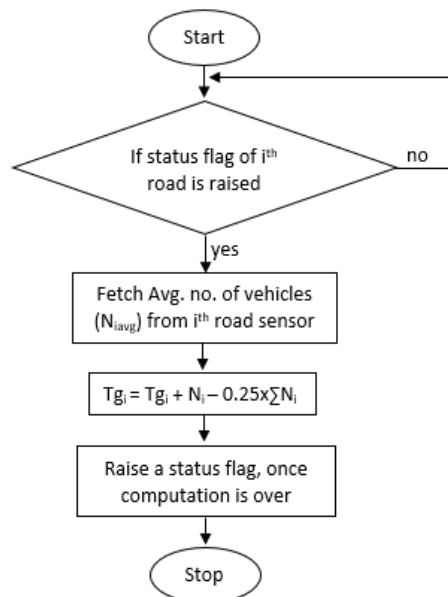 Start
If status flag of iᵗʰ
road is raised
no
yes
Fetch Avg. no. of vehicles
(Nᵢₐᵥg) from iᵗʰ road sensor
Tgᵢ = Tgᵢ + Nᵢ – 0.25x∑Nᵢ
Raise a status flag, once
computation is over
Stop